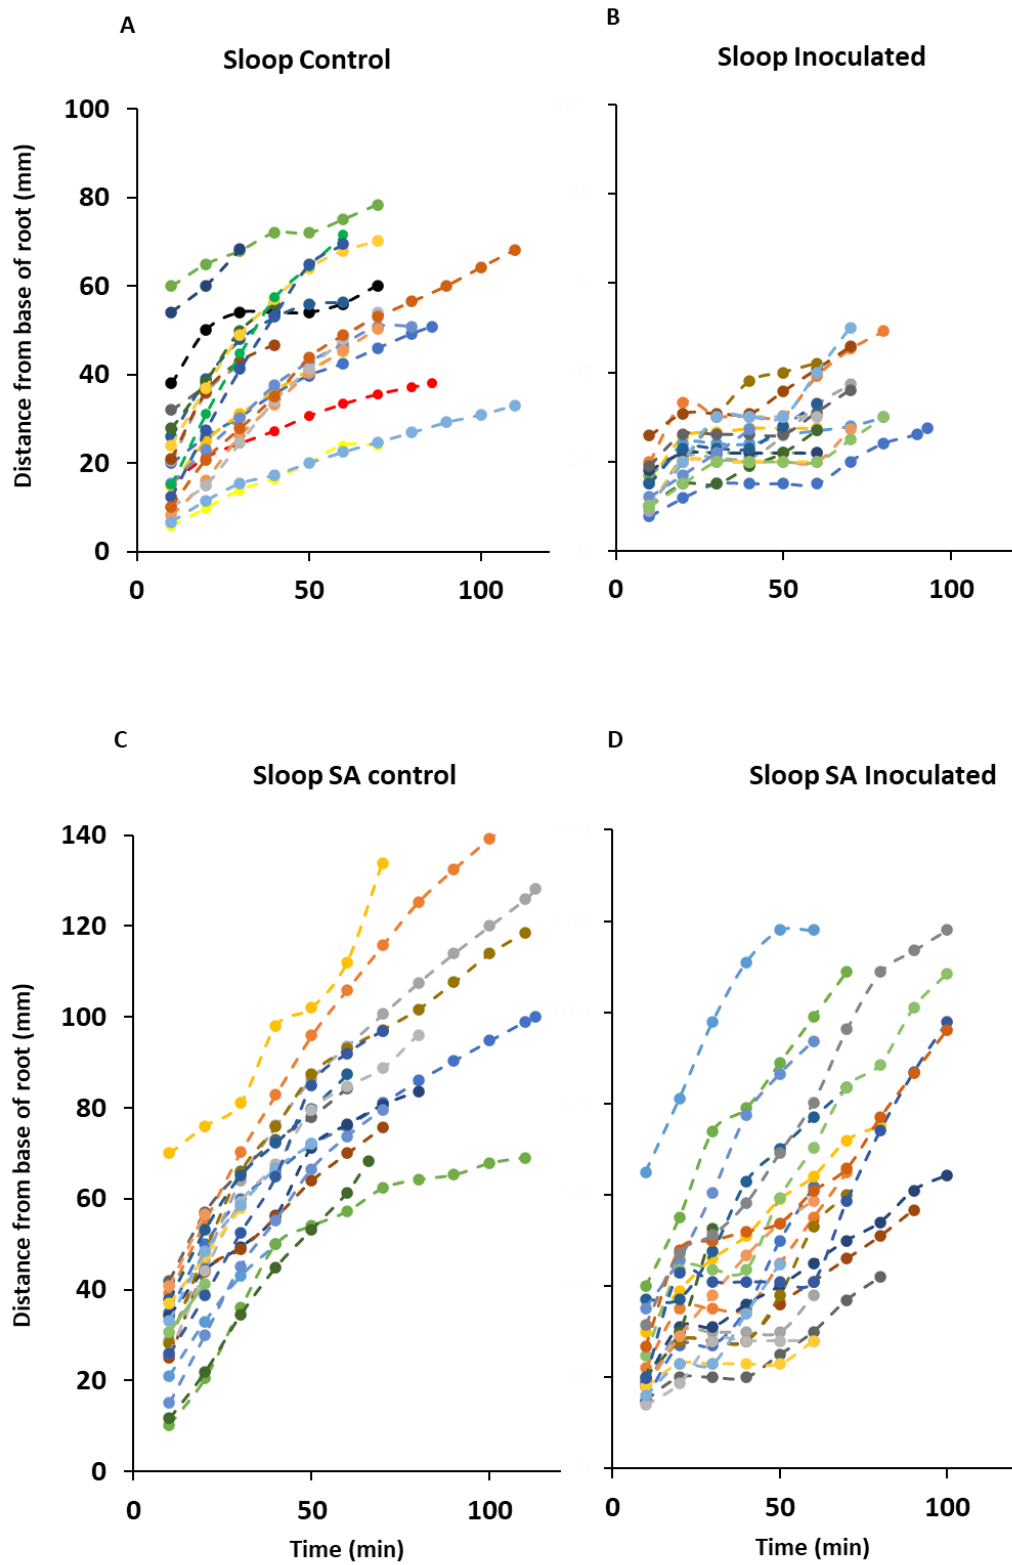 A
B
Sloop Control
Sloop Inoculated
Distance from base of root (mm)
100
80
60
40
20
0
0 50 100
0 50 100
C
D
Sloop SA control
Sloop SA Inoculated
Distance from base of root (mm)
140
120
100
80
60
40
20
0
0 50 100
0 50 100
Time (min)
Time (min)